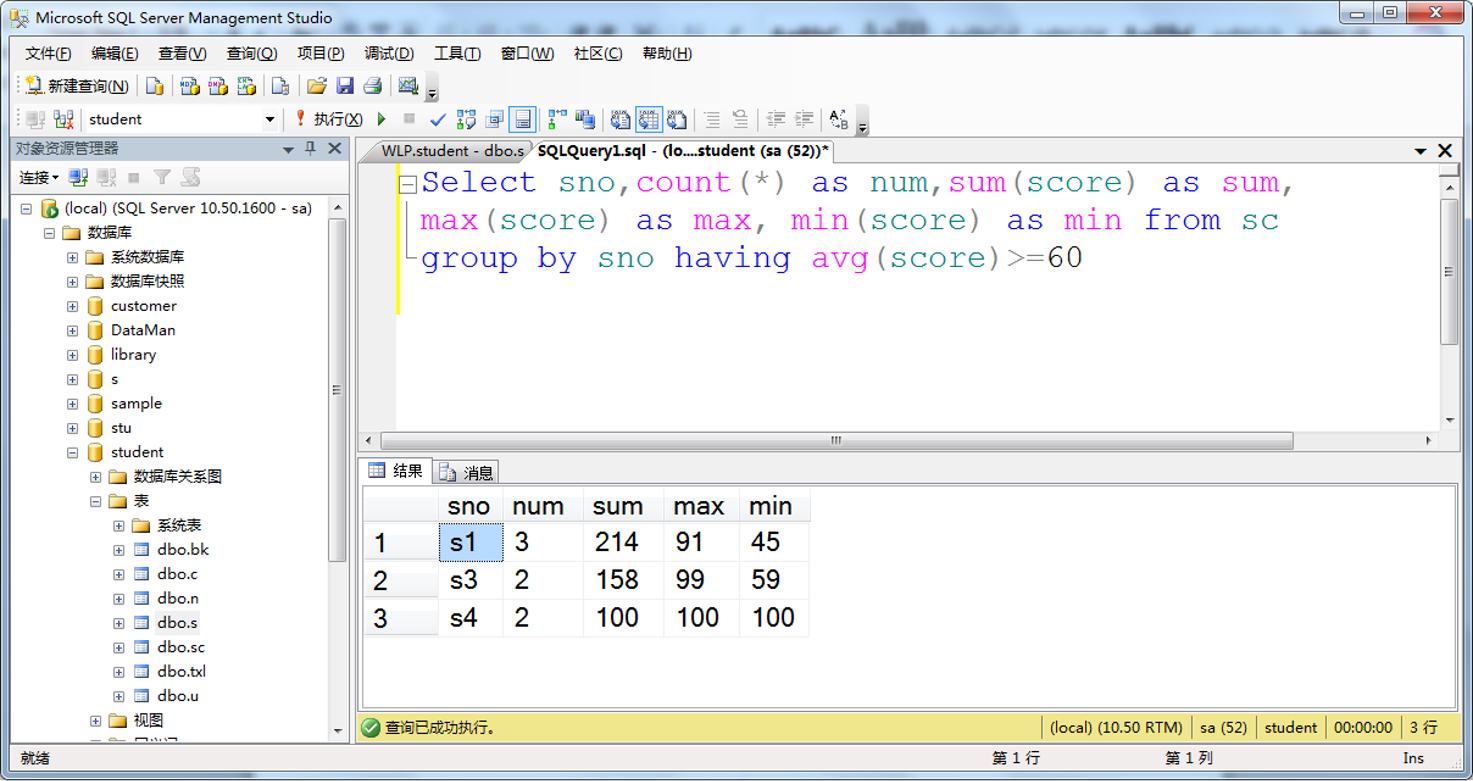 Microsoft SQL Server Management Studio
文件(F) 编辑(E) 查看(V) 查询(Q) 项目(P) 调试(D) 工具(T) 窗口(W) 社区(C) 帮助(H)
新建查询(N)
student 执行(X)
对象资源管理器
连接
(local) (SQL Server 10.50.1600 - sa)
数据库
系统数据库
数据库快照
customer
DataMan
library
s
sample
stu
student
数据库关系图
表
系统表
dbo.bk
dbo.c
dbo.n
dbo.s
dbo.sc
dbo.txl
dbo.u
视图
WLP.student - dbo.s SQLQuery1.sql - (lo....student (sa (52))*
Select sno,count(*) as num,sum(score) as sum,
max(score) as max, min(score) as min from sc
group by sno having avg(score)>=60
结果 消息
sno num sum max min
1 s1 3 214 91 45
2 s3 2 158 99 59
3 s4 2 100 100 100
查询已成功执行。 (local) (10.50 RTM) sa (52) student 00:00:00 3 行
就绪 第 1 行 第 1 列 Ins